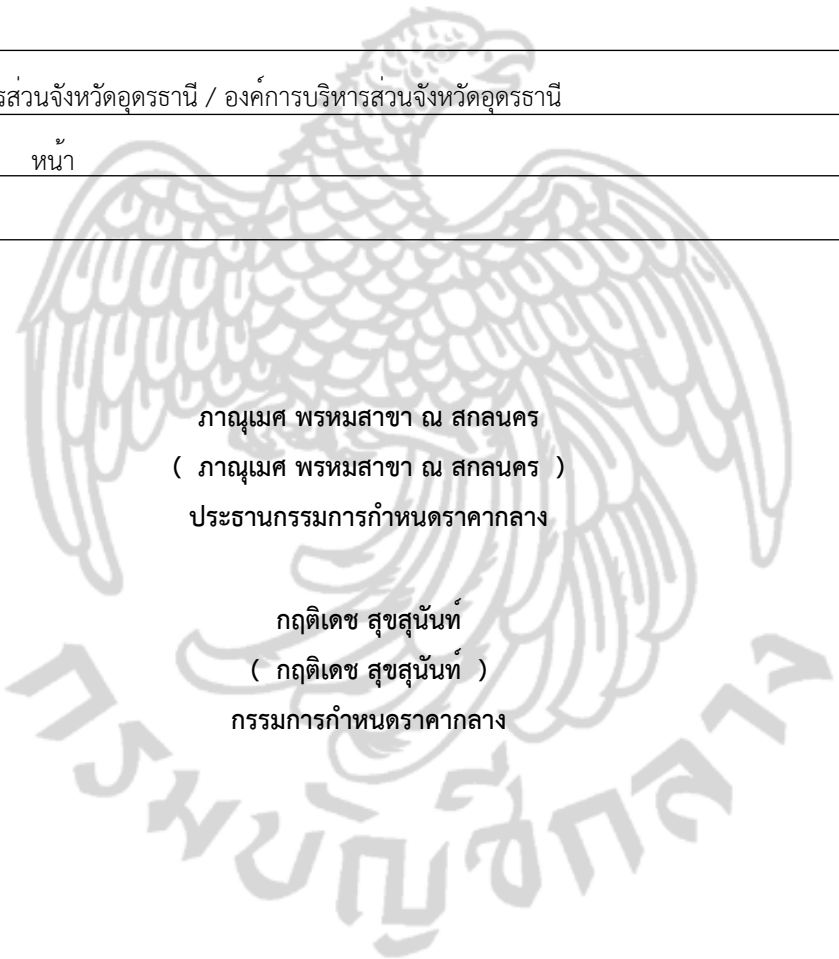 รส่วนจังหวัดอุดรธานี / องค์การบริหารส่วนจังหวัดอุดรธานี
หน้า
ภาณุเมศ พรหมสาขา ณ สกลนคร
( ภาณุเมศ พรหมสาขา ณ สกลนคร )
ประธานกรรมการกำหนดราคากลาง
กฤติเดช สุขสุนันท์
( กฤติเดช สุขสุนันท์ )
กรรมการกำหนดราคากลาง
กรมบัญชีกลาง